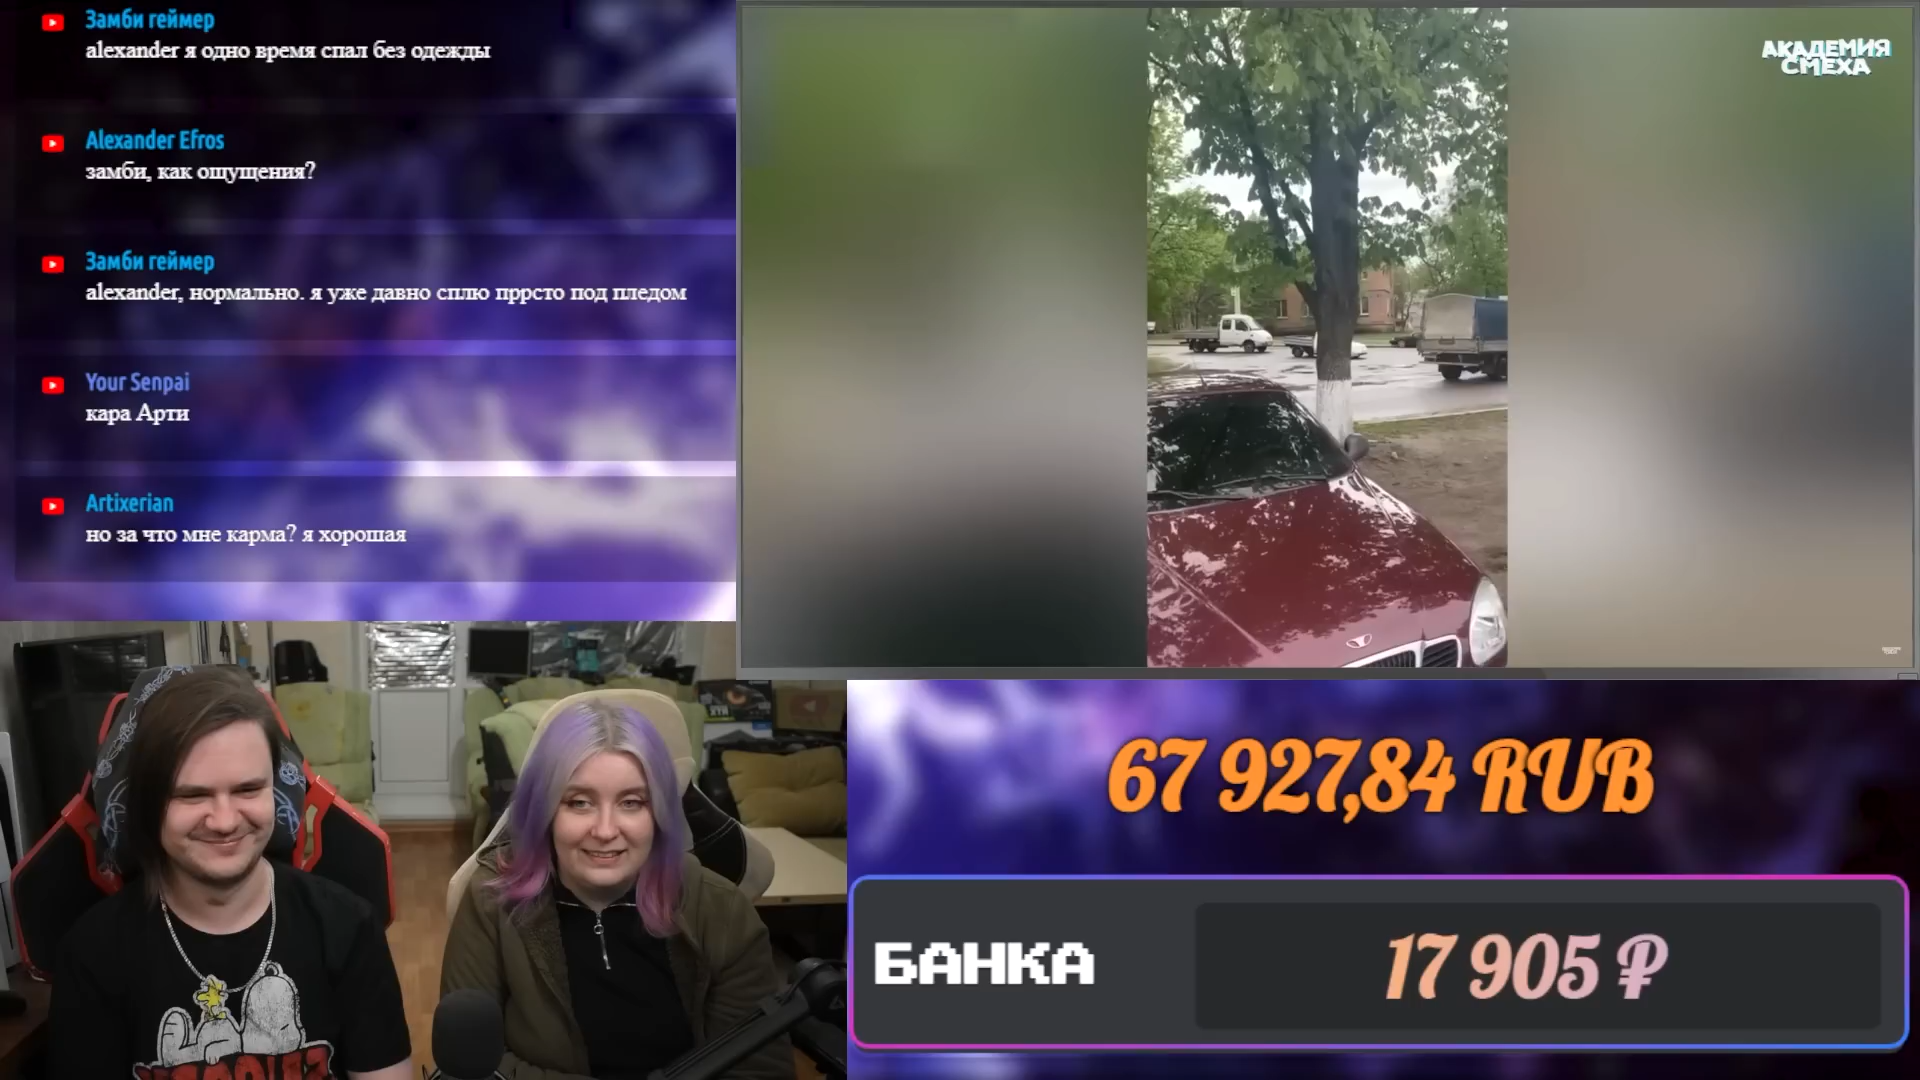 Замби геймер
alexander я одно время спал без одежды
Alexander Efros
замби, как ощущения?
Замби геймер
alexander, нормально. я уже давно сплю пррсто под пледом
Your Senpai
кара Арти
Artixerian
но за что мне карма? я хорошая
АКАДЕМИЯ
СМЕХА
67 927,84 RUB
БАНКА
17 905 ₽